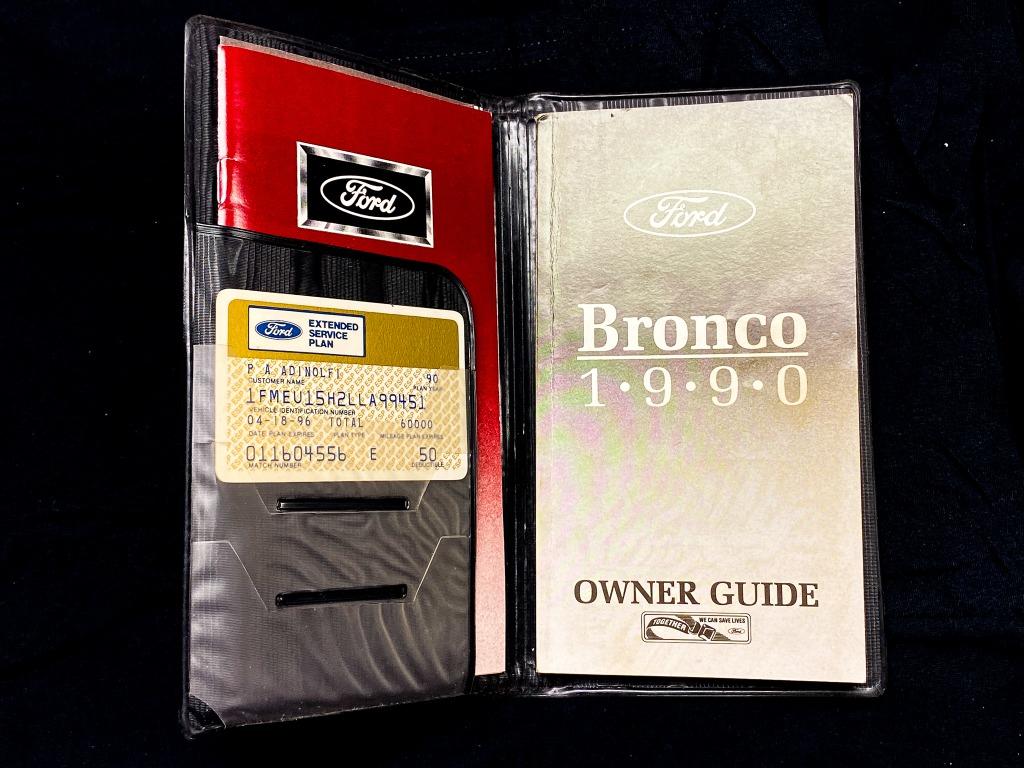 Ford
Ford
EXTENDED
SERVICE
PLAN
P A ADINOLFI 90
CUSTOMER NAME PLAN YEAR
1FMEU15H2LLA99451
VEHICLE IDENTIFICATION NUMBER
04-18-96 TOTAL 60000
DATE PLAN EXPIRES PLAN TYPE MILEAGE PLAN EXPIRES
011604556 E 50
MATCH NUMBER DEDUCTIBLE
Ford
Bronco
1•9•9•0
OWNER GUIDE
TOGETHER WE CAN SAVE LIVES
Ford